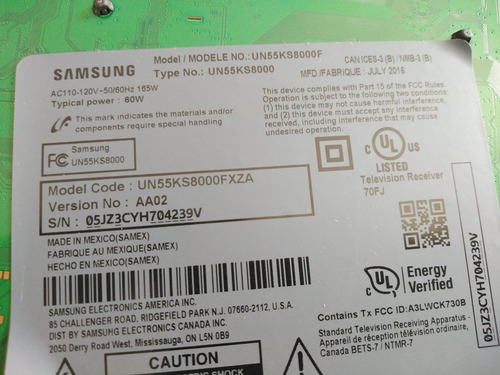 SAMSUNG
Model / MODELE NO.: UN55KS8000F
Type No.: UN55KS8000
AC110-120V~50/60Hz 165W
Typical power : 60W
CAN ICES-3 (B) / NMB-3 (B)
MFD./FABRIQUE : JULY 2016
This mark indicates the materials/and/or
components changes require verification.
This device complies with Part 15 of the FCC Rules.
Operation is subject to the following two conditions:
(1) this device may not cause harmful interference,
and (2) this device must accept any interference
received, including interference that may cause
undesired operation.
FC
Samsung
UN55KS8000
Model Code : UN55KS8000FXZA
Version No : AA02
S/N : 05JZ3CYH704239V
C UL US
LISTED
Television Receiver
70FJ
MADE IN MEXICO(SAMEX)
FABRIQUE AU MEXIQUE(SAMEX)
HECHO EN MEXICO(SAMEX)
05JZ3CYH704239V
UL
Energy
Verified
SAMSUNG ELECTRONICS AMERICA INC.
85 CHALLENGER ROAD. RIDGEFIELD PARK N.J. 07660-2112, U.S.A.
DIST BY SAMSUNG ELECTRONICS CANADA INC.
2050 Derry Road West, Mississauga, ON L5N 0B9
Contains Tx FCC ID:A3LWCK730B
Standard Television Receiving Apparatus -
Appareil de réception télévision ordinaire
Canada BETS-7 / NTMR-7
CAUTION